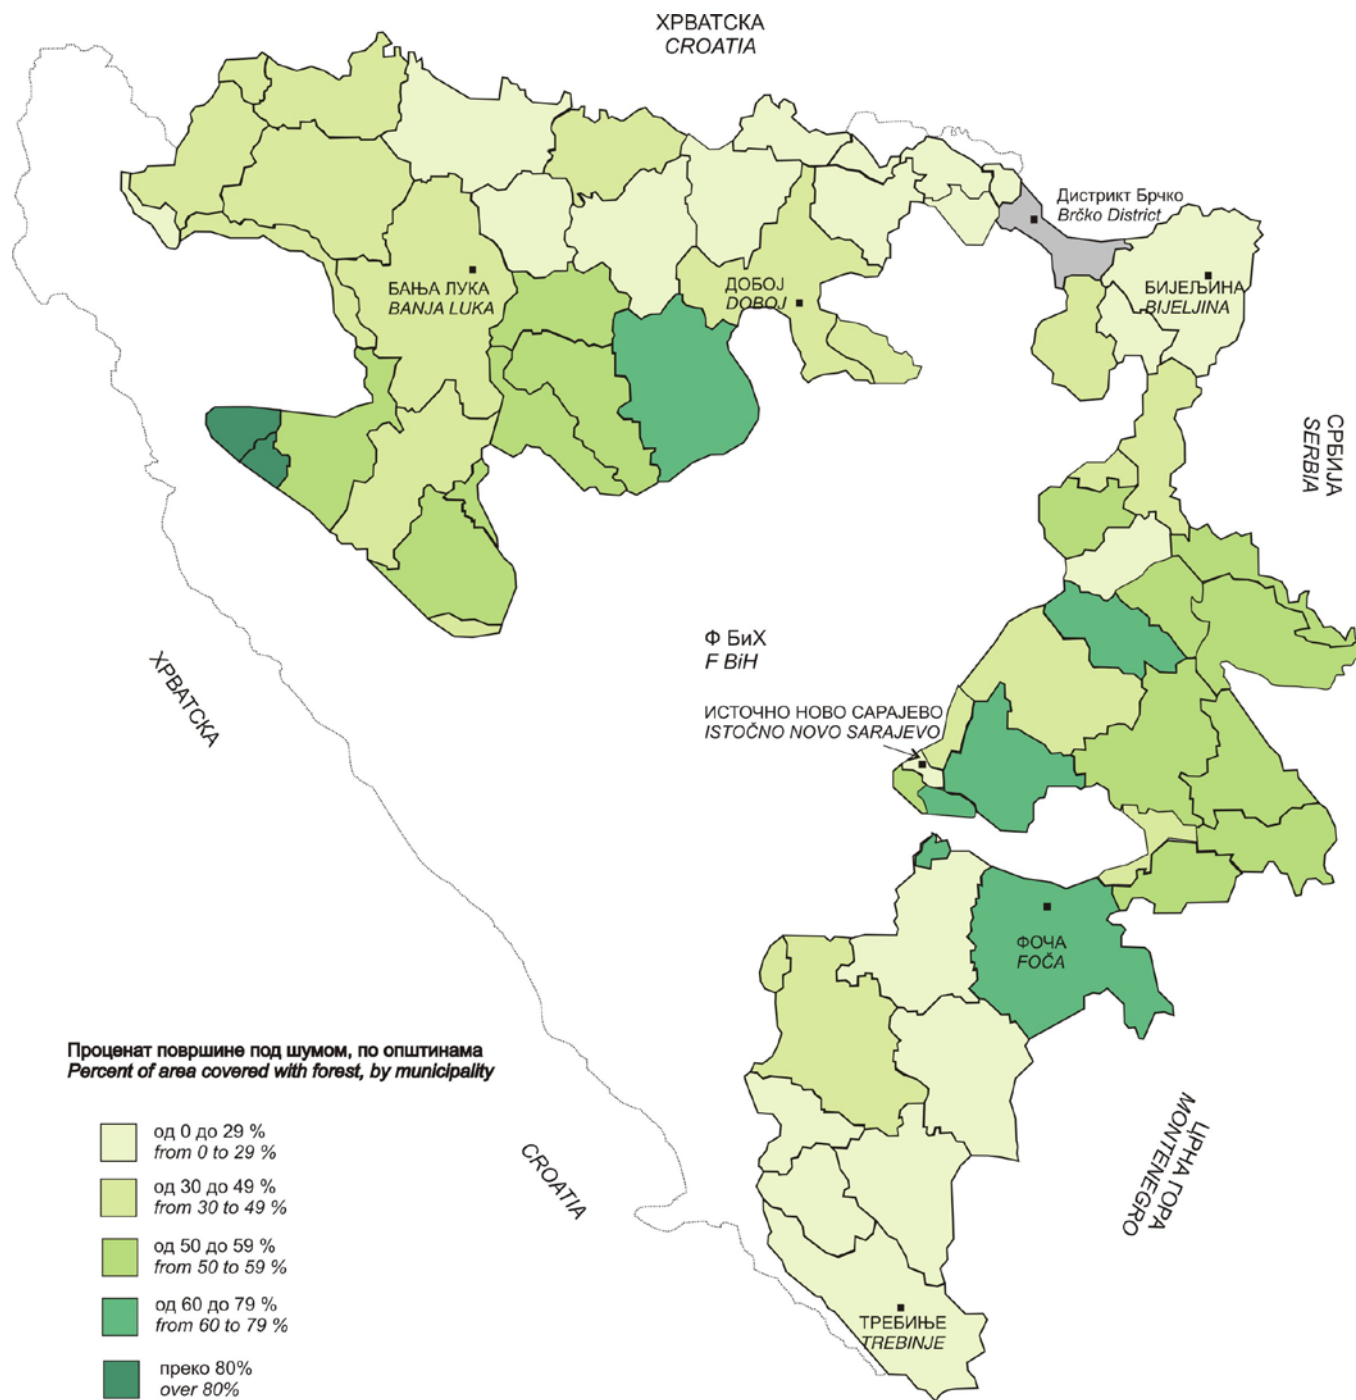 ХРВАТСКА
CROATIA
Дистрикт Брчко
Brčko District
БАЊА ЛУКА
BANJA LUKA
ДОБОЈ
DOBOJ
БИЈЕЉИНА
BIJELJINA
СРБИЈА
SERBIA
Ф БиХ
F BiH
ХРВАТСКА
ИСТОЧНО НОВО САРАЈЕВО
ISTOČNO NOVO SARAJEVO
ФОЧА
FOČA
Проценат површине под шумом, по општинама
Percent of area covered with forest, by municipality
од 0 до 29 %
from 0 to 29 %
од 30 до 49 %
from 30 to 49 %
од 50 до 59 %
from 50 to 59 %
од 60 до 79 %
from 60 to 79 %
преко 80%
over 80%
CROATIA
ЦРНА ГОРА
MONTENEGRO
ТРЕБИЊЕ
TREBINJE